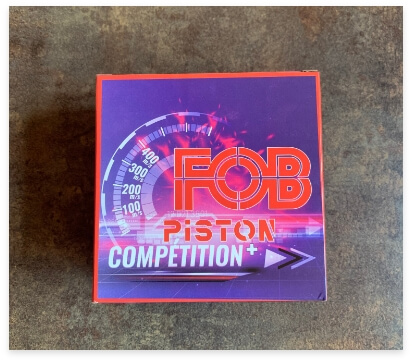 400
m/s
300
m/s
200
m/s
100
m/s
FOB
PISTON
COMPETITION+